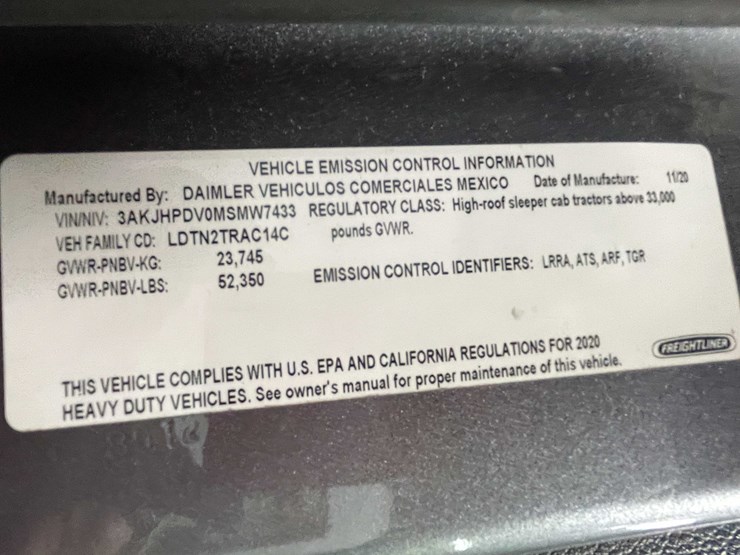 VEHICLE EMISSION CONTROL INFORMATION
Manufactured By: DAIMLER VEHICULOS COMERCIALES MEXICO Date of Manufacture: 11/20
VIN/NIV: 3AKJHPDV0MSMW7433 REGULATORY CLASS: High-roof sleeper cab tractors above 33,000
VEH FAMILY CD: LDTN2TRAC14C pounds GVWR.
GVWR-PNBV-KG: 23,745
GVWR-PNBV-LBS: 52,350 EMISSION CONTROL IDENTIFIERS: LRRA, ATS, ARF, TGR
THIS VEHICLE COMPLIES WITH U.S. EPA AND CALIFORNIA REGULATIONS FOR 2020
HEAVY DUTY VEHICLES. See owner's manual for proper maintenance of this vehicle.
FREIGHTLINER